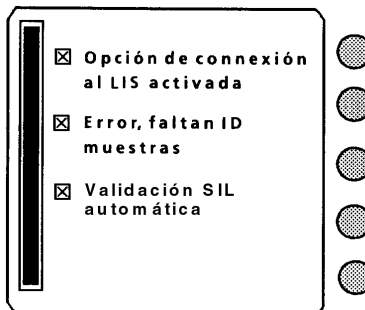 Opción de connexión
al LIS activada
Error, faltan ID
muestras
Validación SIL
automática